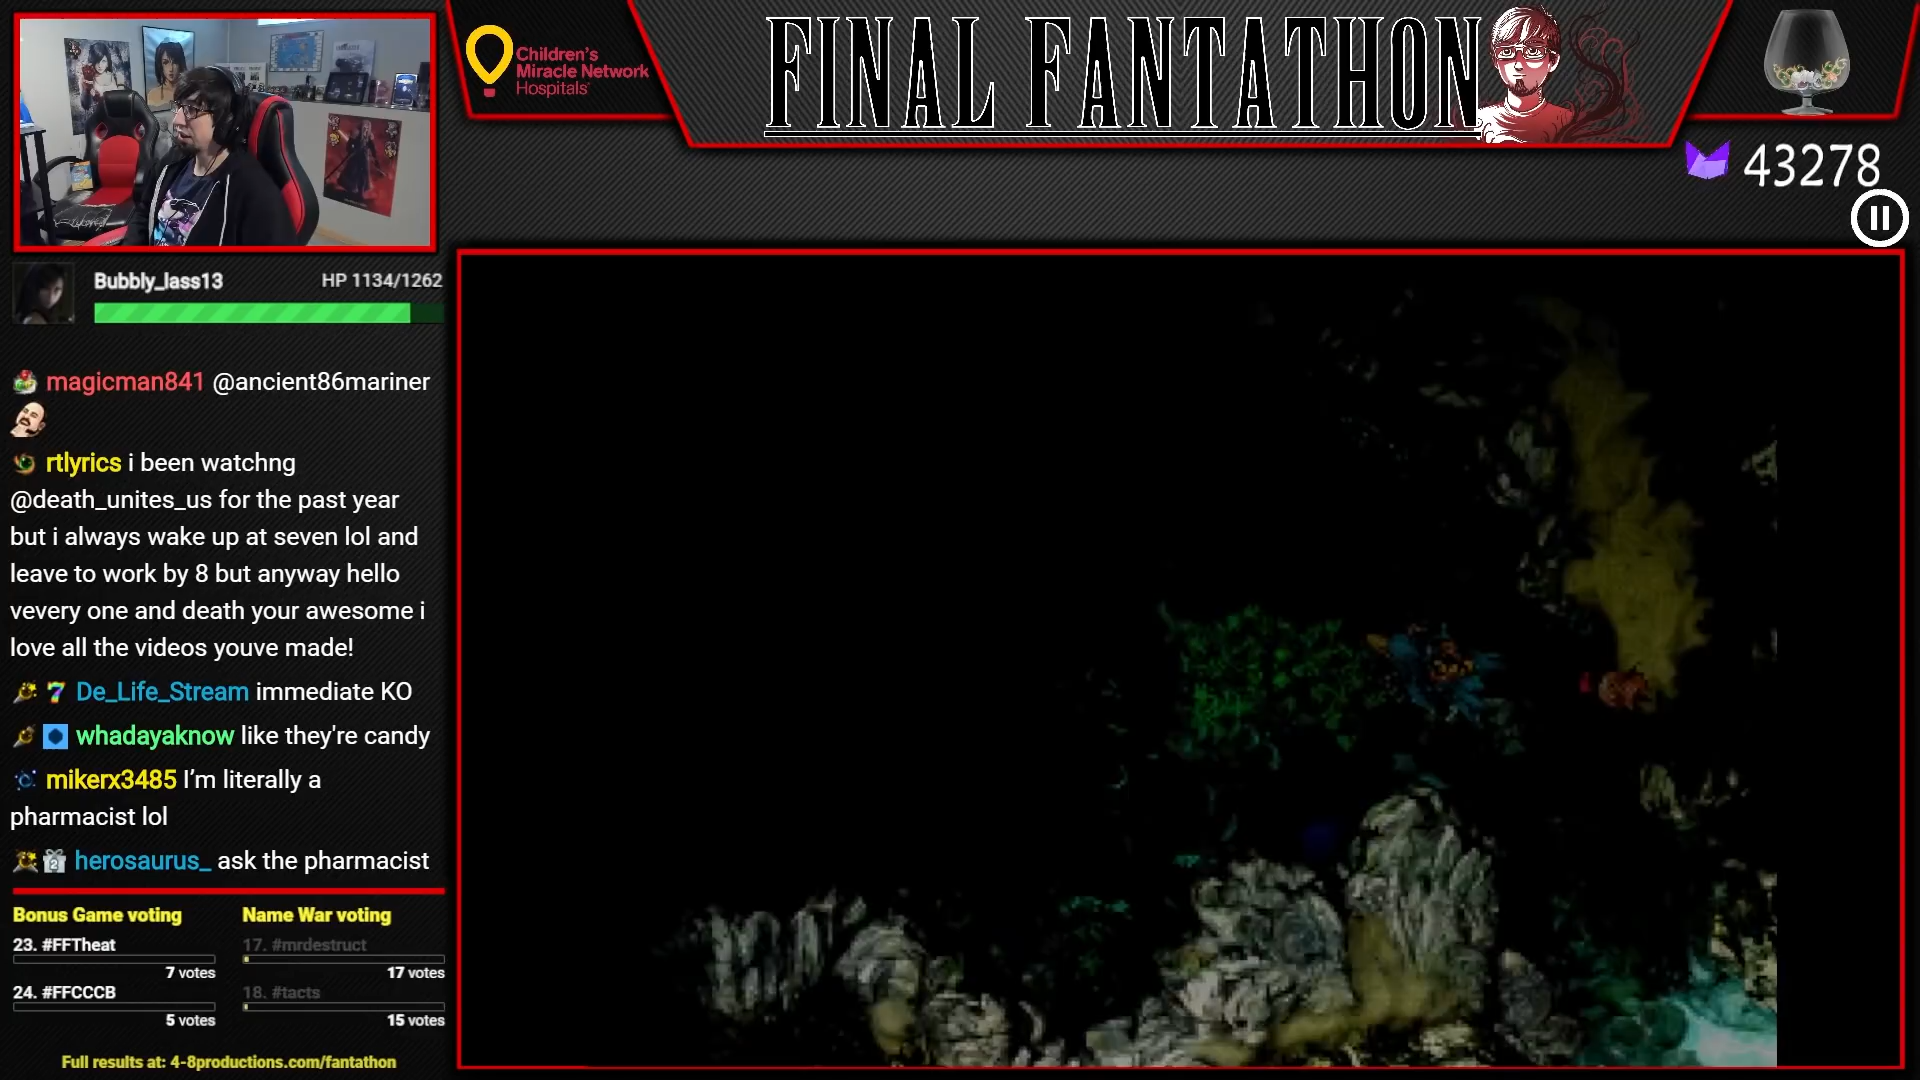 Children's
Miracle Network
Hospitals
FINAL FANTATHON
43278
Bubbly_lass13 HP 1134/1262
magicman841 @ancient86mariner
rtlyrics i been watchng
@death_unites_us for the past year
but i always wake up at seven lol and
leave to work by 8 but anyway hello
vevery one and death your awesome i
love all the videos youve made!
7 De_Life_Stream immediate KO
whadayaknow like they're candy
mikerx3485 I'm literally a
pharmacist lol
2 herosaurus_ ask the pharmacist
Bonus Game voting
23. #FFTheat
7 votes
24. #FFCCCB
5 votes
Name War voting
17. #mrdestruct
17 votes
18. #tacts
15 votes
Full results at: 4-8productions.com/fantathon